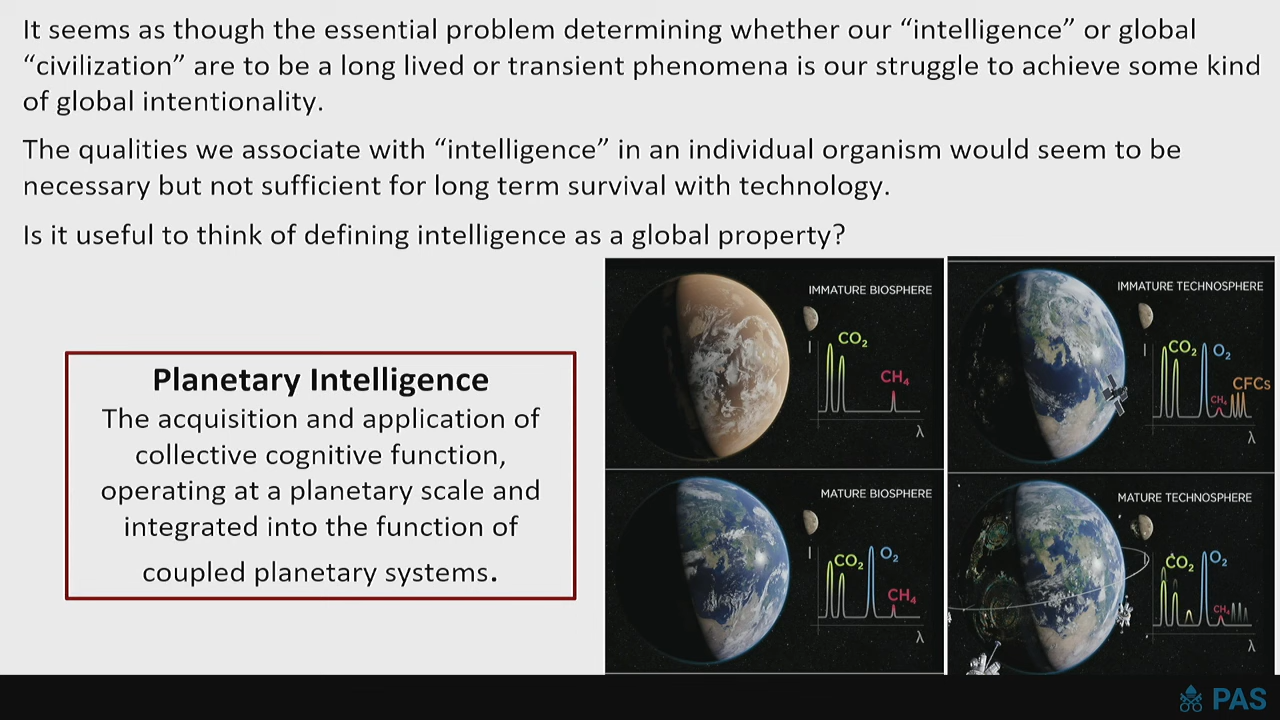 It seems as though the essential problem determining whether our “intelligence” or global
“civilization” are to be a long lived or transient phenomena is our struggle to achieve some kind
of global intentionality.
The qualities we associate with “intelligence” in an individual organism would seem to be
necessary but not sufficient for long term survival with technology.
Is it useful to think of defining intelligence as a global property?
Planetary Intelligence
The acquisition and application of
collective cognitive function,
operating at a planetary scale and
integrated into the function of
coupled planetary systems.
IMMATURE BIOSPHERE
I
CO₂
CH₄
λ
IMMATURE TECHNOSPHERE
I
CO₂
O₂
CH₄
CFCs
λ
MATURE BIOSPHERE
I
CO₂
O₂
CH₄
λ
MATURE TECHNOSPHERE
I
CO₂
O₂
CH₄
λ
PAS